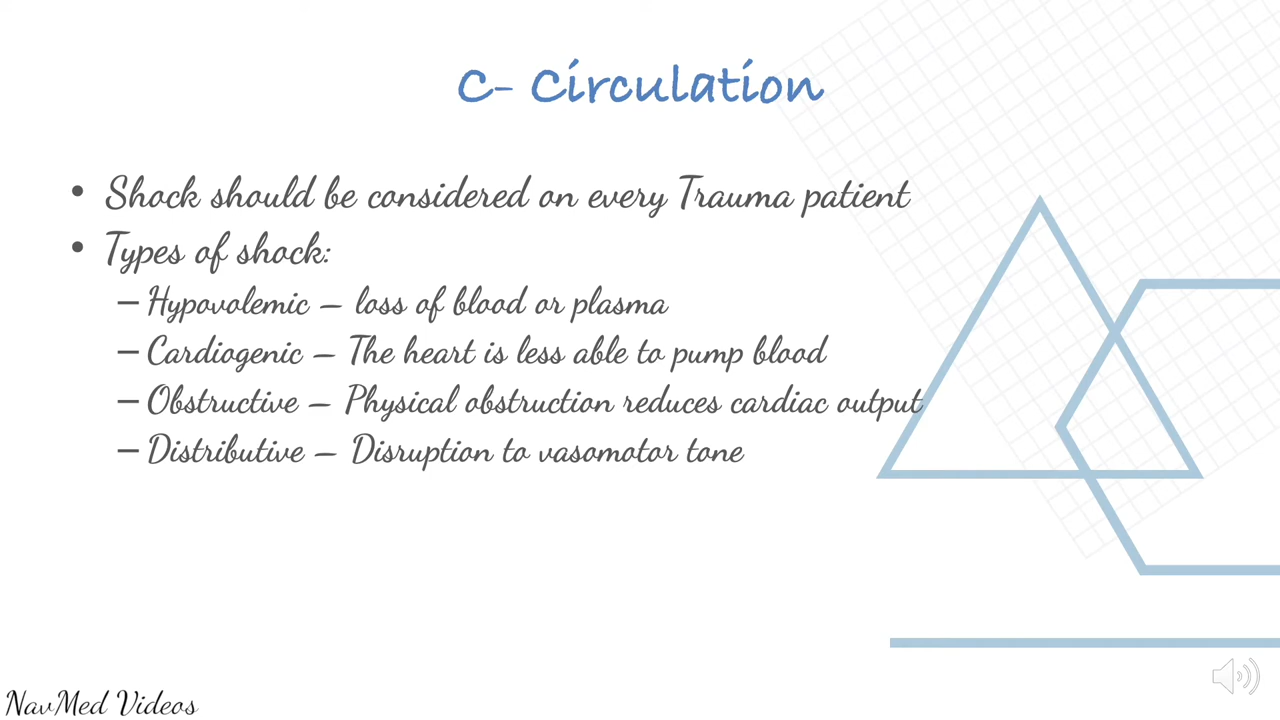 C- Circulation
• Shock should be considered on every Trauma patient
• Types of shock:
– Hypovolemic – loss of blood or plasma
– Cardiogenic – The heart is less able to pump blood
– Obstructive – Physical obstruction reduces cardiac output
– Distributive – Disruption to vasomotor tone
NavMed Videos